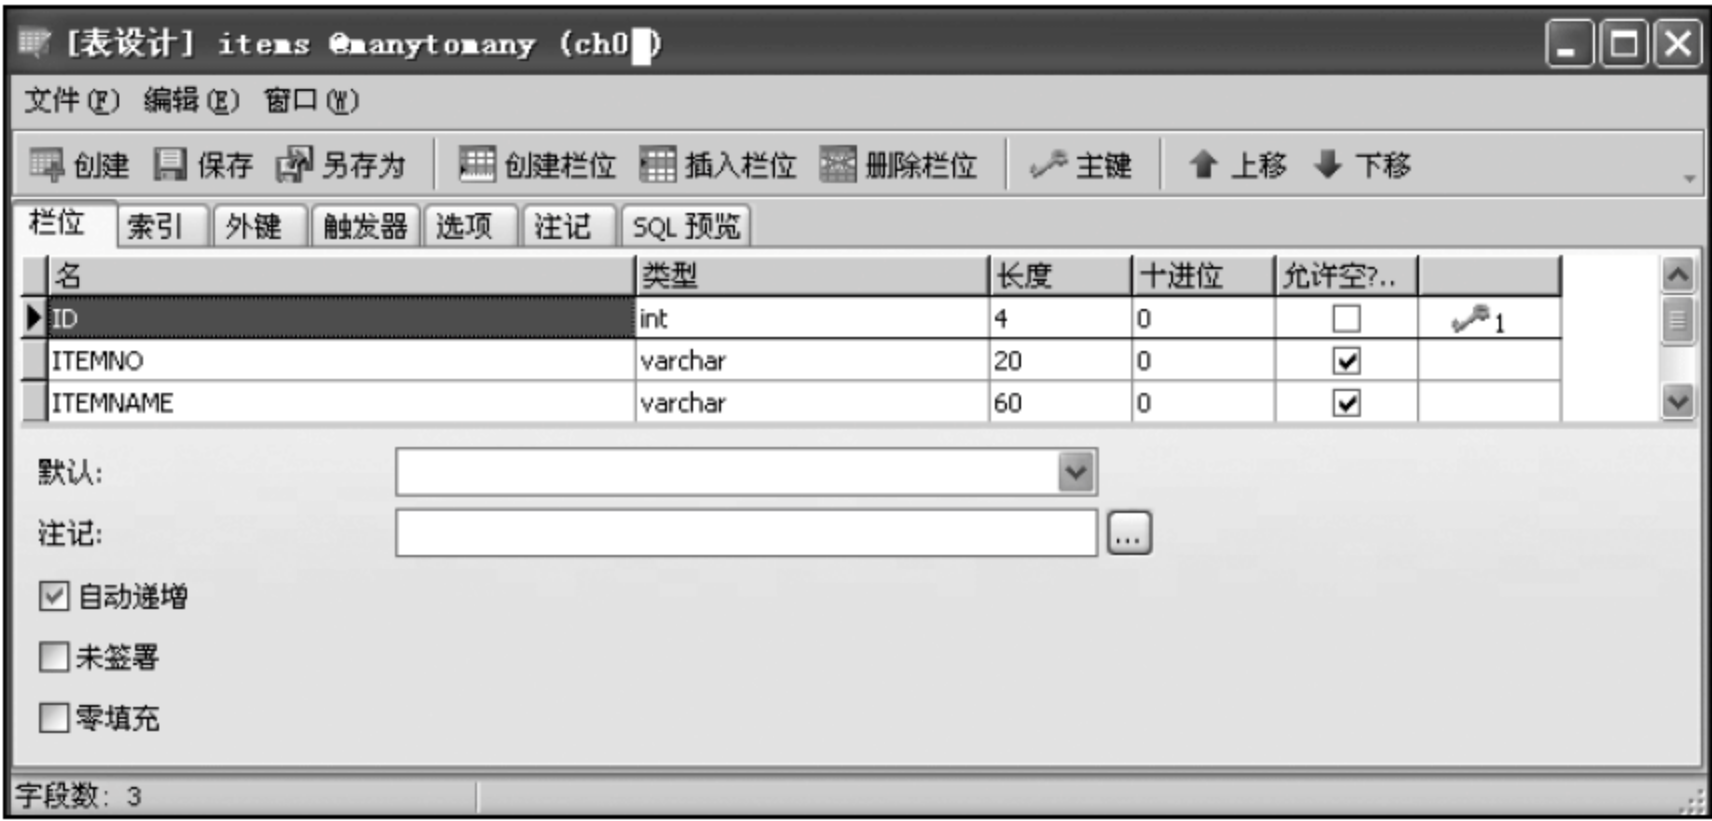 [表设计] items @manytomany (ch0 )
文件(F) 编辑(E) 窗口(W)
创建 保存 另存为 创建栏位 插入栏位 删除栏位 主键 上移 下移
栏位 索引 外键 触发器 选项 注记 SQL 预览
名 类型 长度 十进位 允许空?..
ID int 4 0 1
ITEMNO varchar 20 0
ITEMNAME varchar 60 0
默认:
注记:
...
自动递增
未签署
零填充
字段数: 3